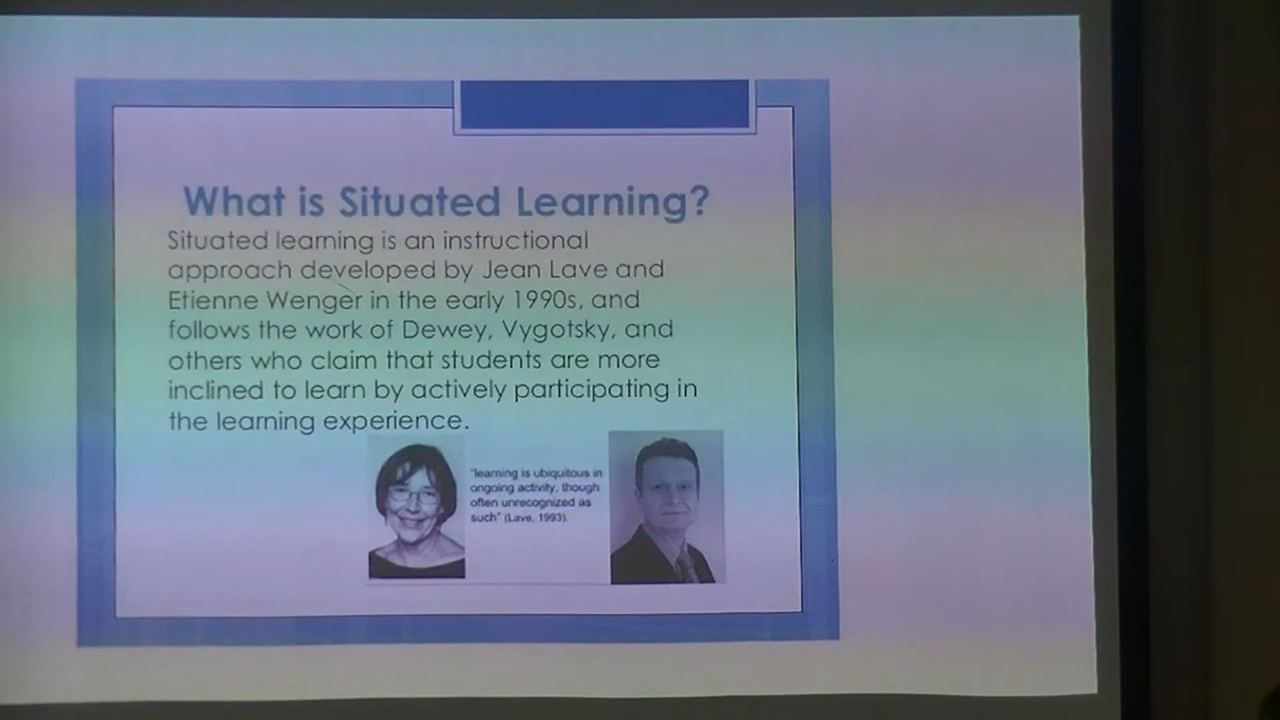 What is Situated Learning?
Situated learning is an instructional
approach developed by Jean Lave and
Etienne Wenger in the early 1990s, and
follows the work of Dewey, Vygotsky, and
others who claim that students are more
inclined to learn by actively participating in
the learning experience.
"learning is ubiquitous in
ongoing activity, though
often unrecognized as
such" (Lave, 1993).